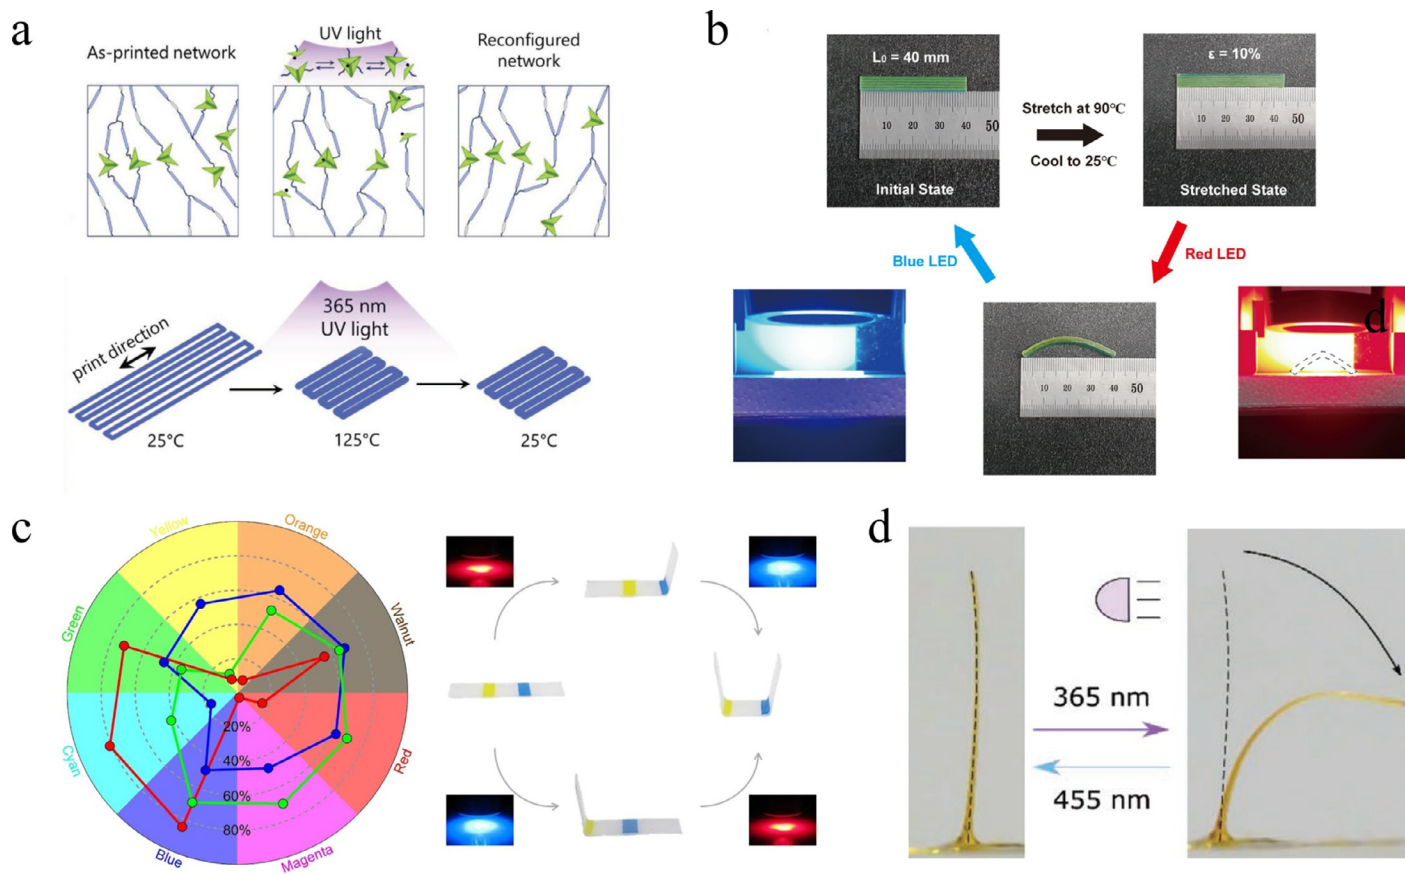 a
As-printed network
UV light
Reconfigured
network
print direction
365 nm
UV light
25°C
125°C
25°C
b
L₀ = 40 mm
10 20 30 40 50
Initial State
Stretch at 90℃
Cool to 25℃
ε = 10%
10 20 30 40 50
Stretched State
Blue LED
Red LED
10 20 30 40 50
d
c
Yellow
Orange
Green
Walnut
Cyan
Red
Blue
Magenta
20%
40%
60%
80%
d
365 nm
455 nm